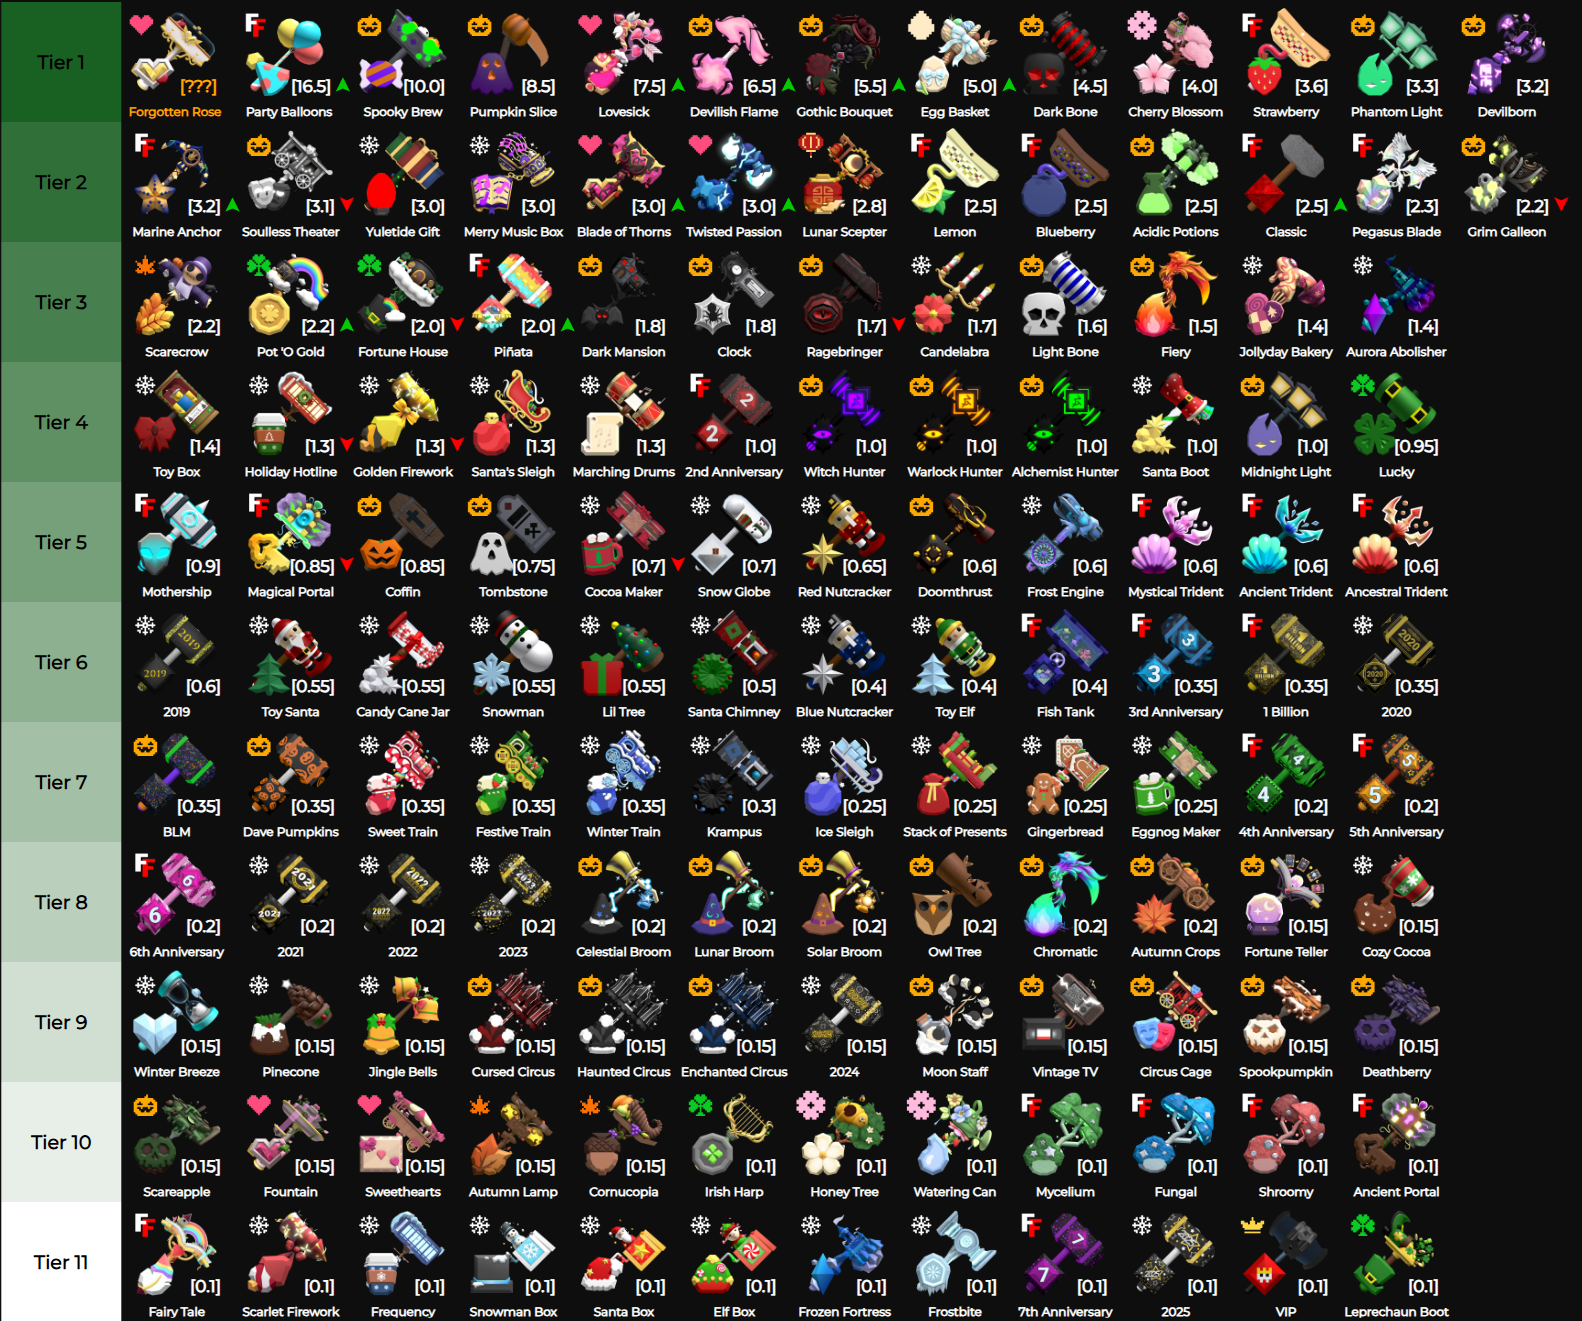 Tier 1
[???] [16.5] [10.0] [8.5] [7.5] [6.5] [5.5] [5.0] [4.5] [4.0] [3.6] [3.3] [3.2]
Forgotten Rose Party Balloons Spooky Brew Pumpkin Slice Lovesick Devilish Flame Gothic Bouquet Egg Basket Dark Bone Cherry Blossom Strawberry Phantom Light Devilborn
Tier 2
[3.2] [3.1] [3.0] [3.0] [3.0] [3.0] [2.8] [2.5] [2.5] [2.5] [2.5] [2.3] [2.2]
Marine Anchor Soulless Theater Yuletide Gift Merry Music Box Blade of Thorns Twisted Passion Lunar Scepter Lemon Blueberry Acidic Potions Classic Pegasus Blade Grim Galleon
Tier 3
[2.2] [2.2] [2.0] [2.0] [1.8] [1.8] [1.7] [1.7] [1.6] [1.5] [1.4] [1.4]
Scarecrow Pot 'O Gold Fortune House Piñata Dark Mansion Clock Ragebringer Candelabra Light Bone Fiery Jollyday Bakery Aurora Abolisher
Tier 4
[1.4] [1.3] [1.3] [1.3] [1.3] [1.0] [1.0] [1.0] [1.0] [1.0] [1.0] [0.95]
Toy Box Holiday Hotline Golden Firework Santa's Sleigh Marching Drums 2nd Anniversary Witch Hunter Warlock Hunter Alchemist Hunter Santa Boot Midnight Light Lucky
Tier 5
[0.9] [0.85] [0.85] [0.75] [0.7] [0.7] [0.65] [0.6] [0.6] [0.6] [0.6] [0.6]
Mothership Magical Portal Coffin Tombstone Cocoa Maker Snow Globe Red Nutcracker Doomthrust Frost Engine Mystical Trident Ancient Trident Ancestral Trident
Tier 6
[0.6] [0.55] [0.55] [0.55] [0.55] [0.5] [0.4] [0.4] [0.4] [0.35] [0.35] [0.35]
2019 Toy Santa Candy Cane Jar Snowman Lil Tree Santa Chimney Blue Nutcracker Toy Elf Fish Tank 3rd Anniversary 1 Billion 2020
Tier 7
[0.35] [0.35] [0.35] [0.35] [0.35] [0.3] [0.25] [0.25] [0.25] [0.25] [0.2] [0.2]
BLM Dave Pumpkins Sweet Train Festive Train Winter Train Krampus Ice Sleigh Stack of Presents Gingerbread Eggnog Maker 4th Anniversary 5th Anniversary
Tier 8
[0.2] [0.2] [0.2] [0.2] [0.2] [0.2] [0.2] [0.2] [0.2] [0.2] [0.15] [0.15]
6th Anniversary 2021 2022 2023 Celestial Broom Lunar Broom Solar Broom Owl Tree Chromatic Autumn Crops Fortune Teller Cozy Cocoa
Tier 9
[0.15] [0.15] [0.15] [0.15] [0.15] [0.15] [0.15] [0.15] [0.15] [0.15] [0.15] [0.15]
Winter Breeze Pinecone Jingle Bells Cursed Circus Haunted Circus Enchanted Circus 2024 Moon Staff Vintage TV Circus Cage Spookpumpkin Deathberry
Tier 10
[0.15] [0.15] [0.15] [0.15] [0.15] [0.1] [0.1] [0.1] [0.1] [0.1] [0.1] [0.1]
Scareapple Fountain Sweethearts Autumn Lamp Cornucopia Irish Harp Honey Tree Watering Can Mycelium Fungal Shroomy Ancient Portal
Tier 11
[0.1] [0.1] [0.1] [0.1] [0.1] [0.1] [0.1] [0.1] [0.1] [0.1] [0.1] [0.1]
Fairy Tale Scarlet Firework Frequency Snowman Box Santa Box Elf Box Frozen Fortress Frostbite 7th Anniversary 2025 VIP Leprechaun Boot